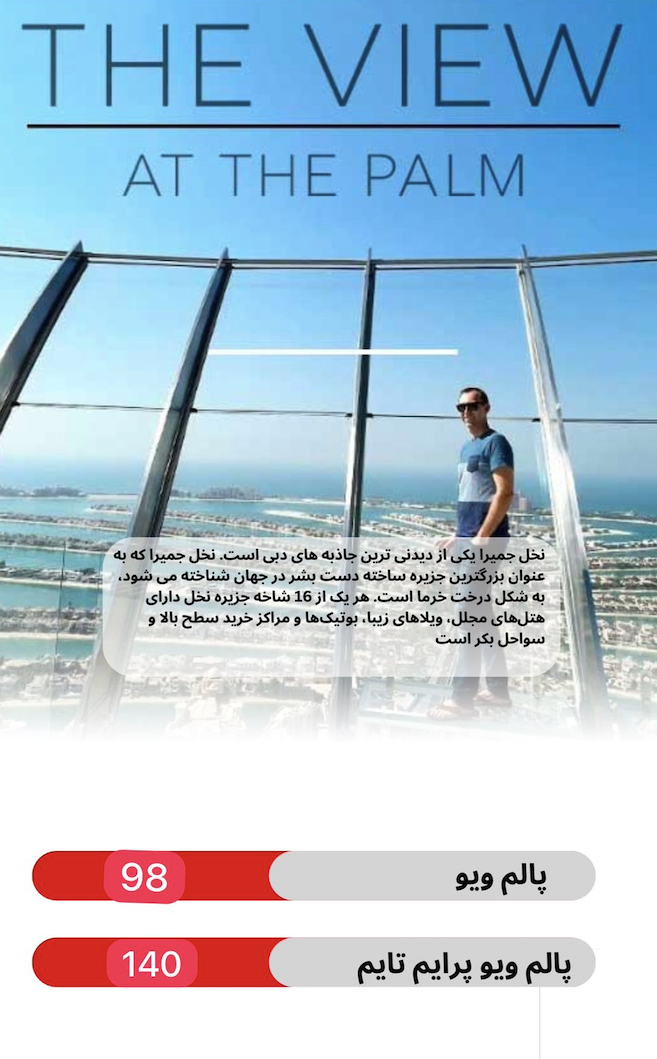 THE VIEW
AT THE PALM
نخل جمیرا یکی از دیدنی ترین جاذبه های دبی است. نخل جمیرا که به
عنوان بزرگترین جزیره ساخته دست بشر در جهان شناخته می شود،
به شکل درخت خرما است. هر یک از 16 شاخه جزیره نخل دارای
هتل‌های مجلل، ویلاهای زیبا، بوتیک‌ها و مراکز خرید سطح بالا و
سواحل بکر است
پالم ویو
98
پالم ویو پرایم تایم
140